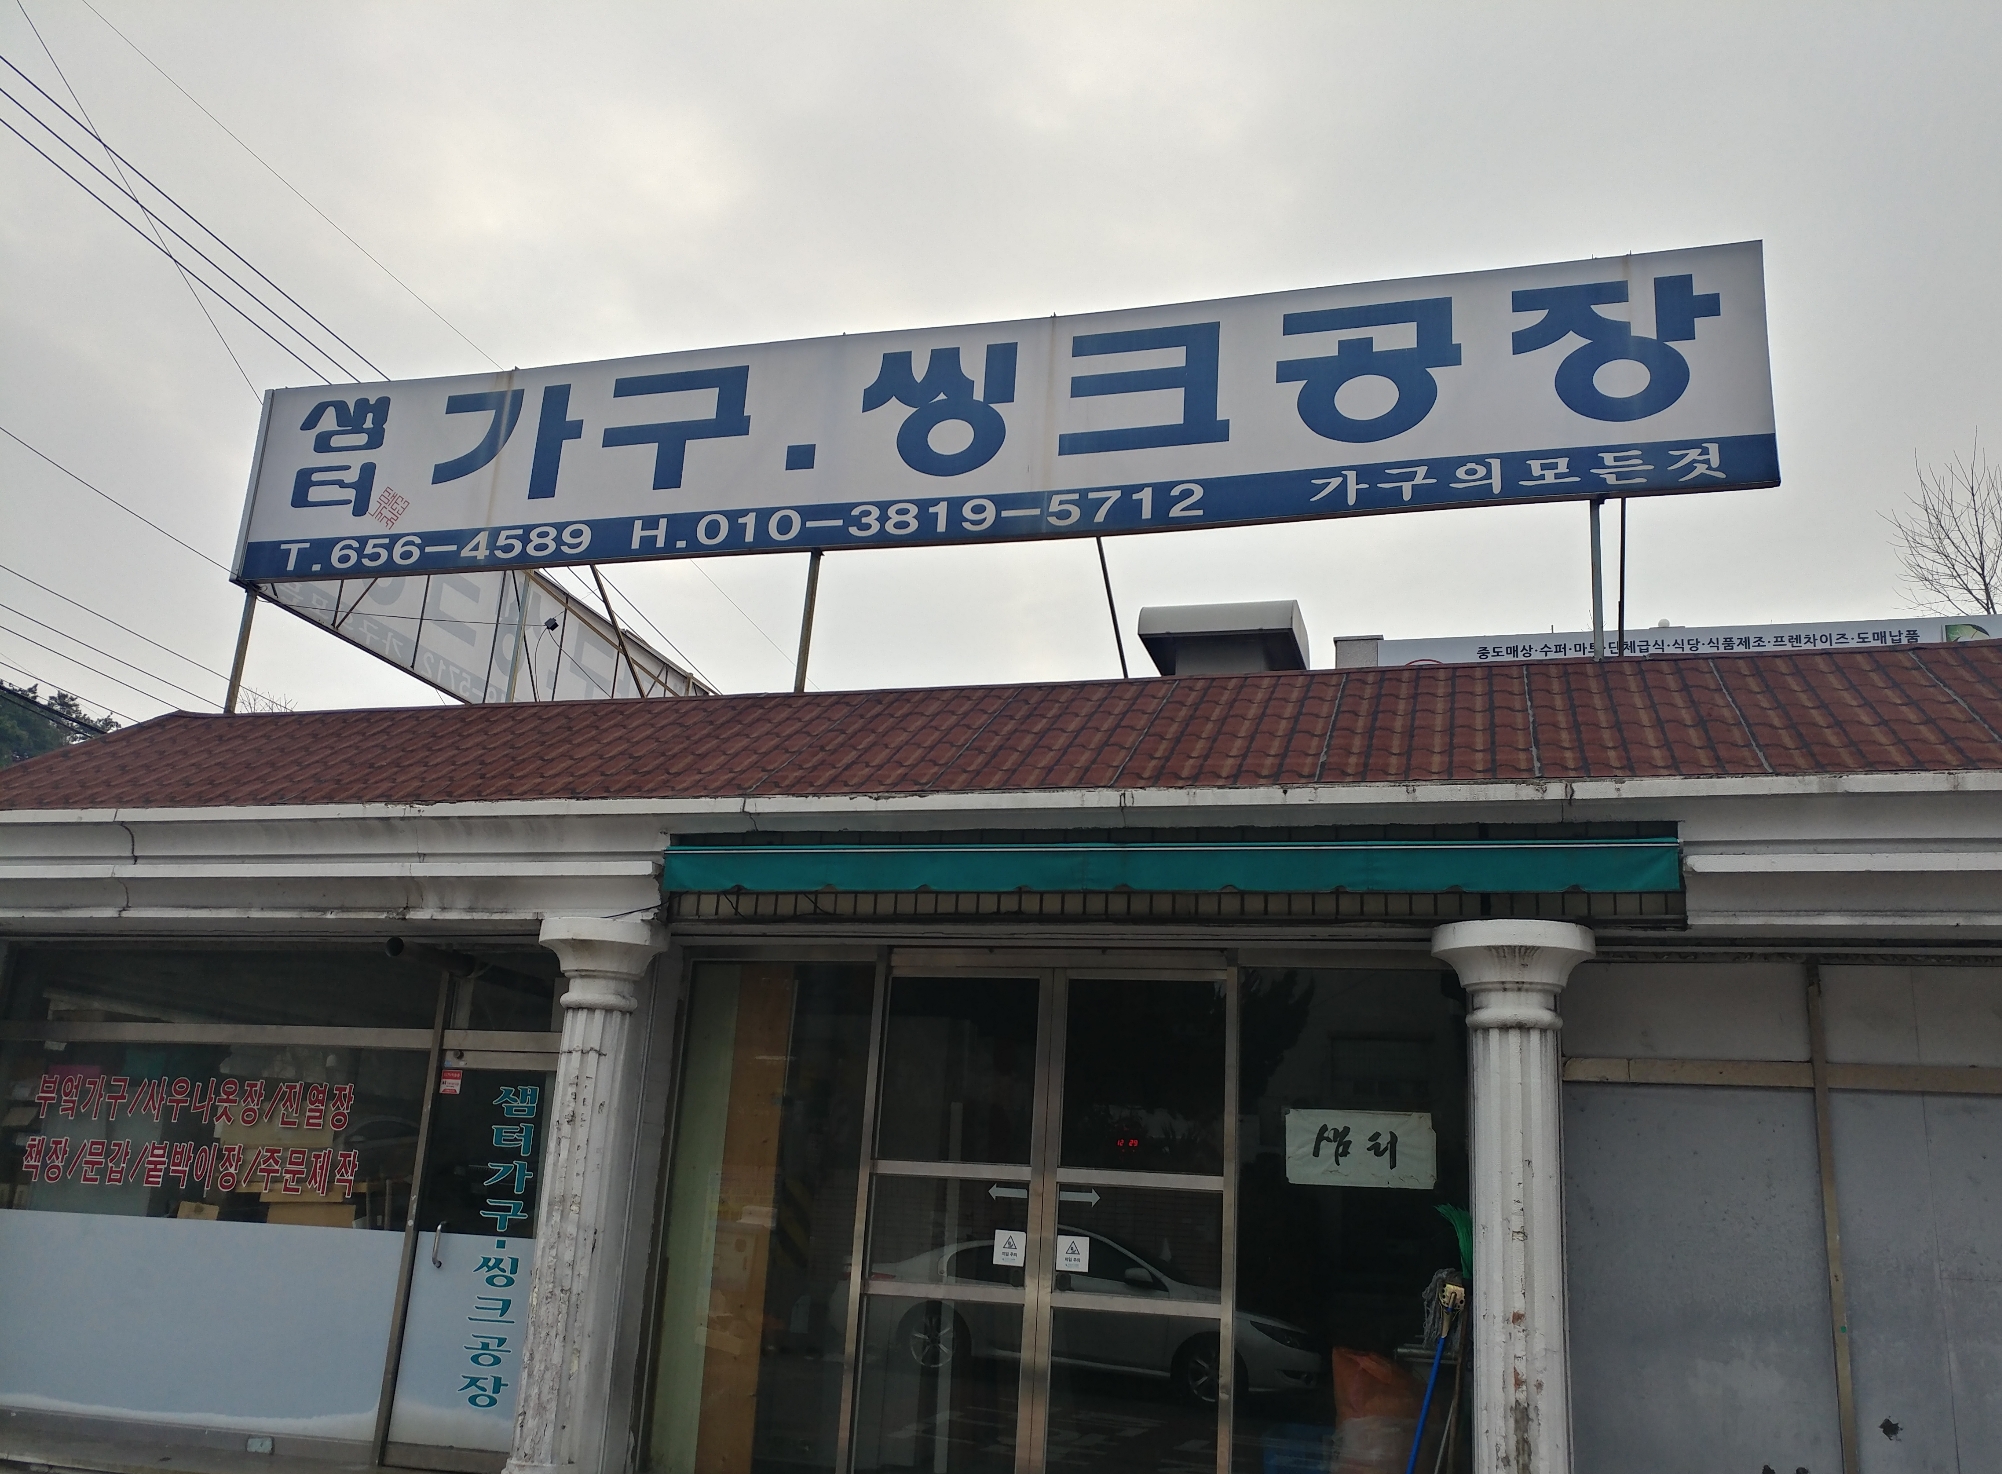 샘터 가구.씽크공장
T.656-4589 H.010-3819-5712 가구의모든것
중도매상·수퍼·마트·단체급식·식당·식품제조·프렌차이즈·도매납품
부엌가구/사우나옷장/진열장
책장/문갑/붙박이장/주문제작
샘터가구·씽크공장
샘터
12 29